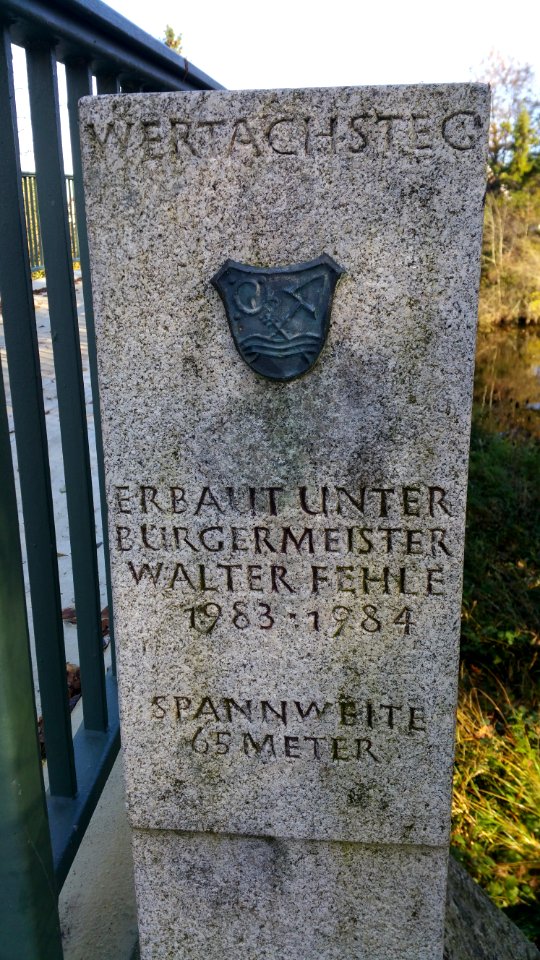 WERTACHSTEG
ERBAUT UNTER
BÜRGERMEISTER
WALTER FEHLE
1983 · 1984
SPANNWEITE
65 METER